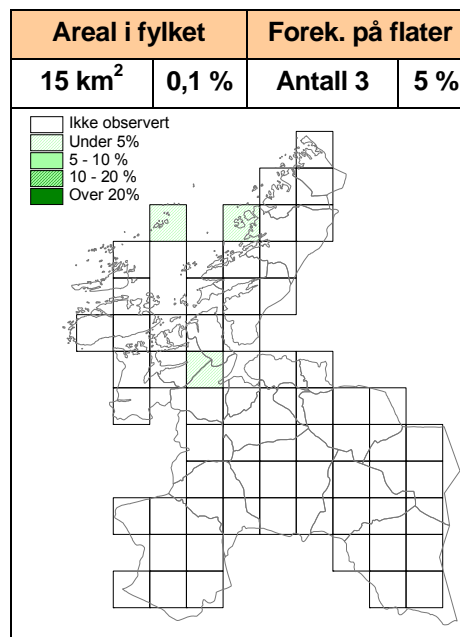 Areal i fylket Forek. på flater
15 km² 0,1 % Antall 3 5 %
Ikke observert
Under 5%
5 - 10 %
10 - 20 %
Over 20%